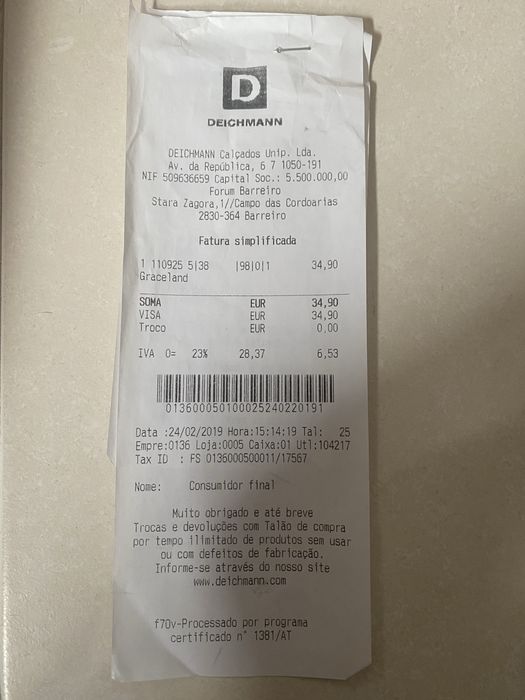 D
DEICHMANN
DEICHMANN Calçados Unip. Lda.
Av. da República, 6 7 1050-191
NIF 509636659 Capital Soc.: 5.500.000,00
Forum Barreiro
Stara Zagora,1//Campo das Cordoarias
2830-364 Barreiro
Fatura simplificada
1 110925 5|38 |98|0|1 34,90
Graceland
SOMA EUR 34,90
VISA EUR 34,90
Troco EUR 0,00
IVA 0= 23% 28,37 6,53
013600050100025240220191
Data :24/02/2019 Hora:15:14:19 Tal: 25
Empre:0136 Loja:0005 Caixa:01 Utl:104217
Tax ID : FS 0136000500011/17567
Nome: Consumidor final
Muito obrigado e até breve
Trocas e devoluções com Talão de compra
por tempo ilimitado de produtos sem usar
ou com defeitos de fabricação.
Informe-se através do nosso site
www.deichmann.com
f70v-Processado por programa
certificado n° 1381/AT